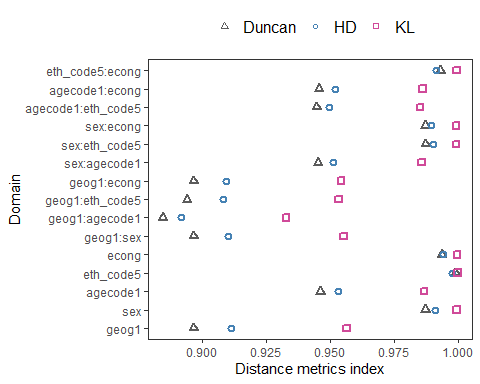 Duncan HD KL
eth_code5:econg
agecode1:econg
agecode1:eth_code5
sex:econg
sex:eth_code5
sex:agecode1
geog1:econg
geog1:eth_code5
geog1:agecode1
geog1:sex
econg
eth_code5
agecode1
sex
geog1
Domain
0.900 0.925 0.950 0.975 1.000
Distance metrics index